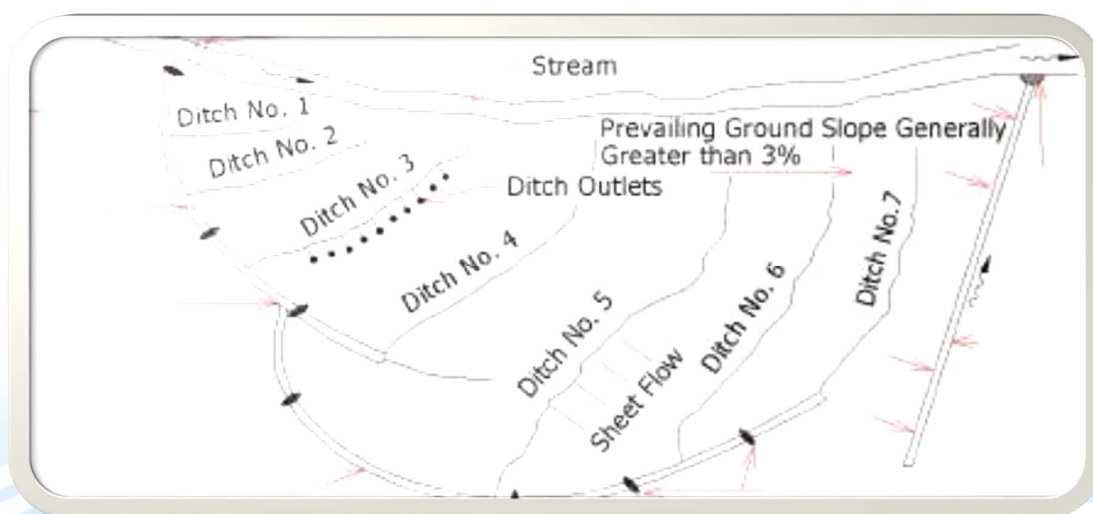 Stream
Ditch No. 1
Prevailing Ground Slope Generally
Greater than 3%
Ditch No. 2
Ditch No. 3
Ditch Outlets
Ditch No. 4
Ditch No. 5
Sheet Flow
Ditch No. 6
Ditch No.7